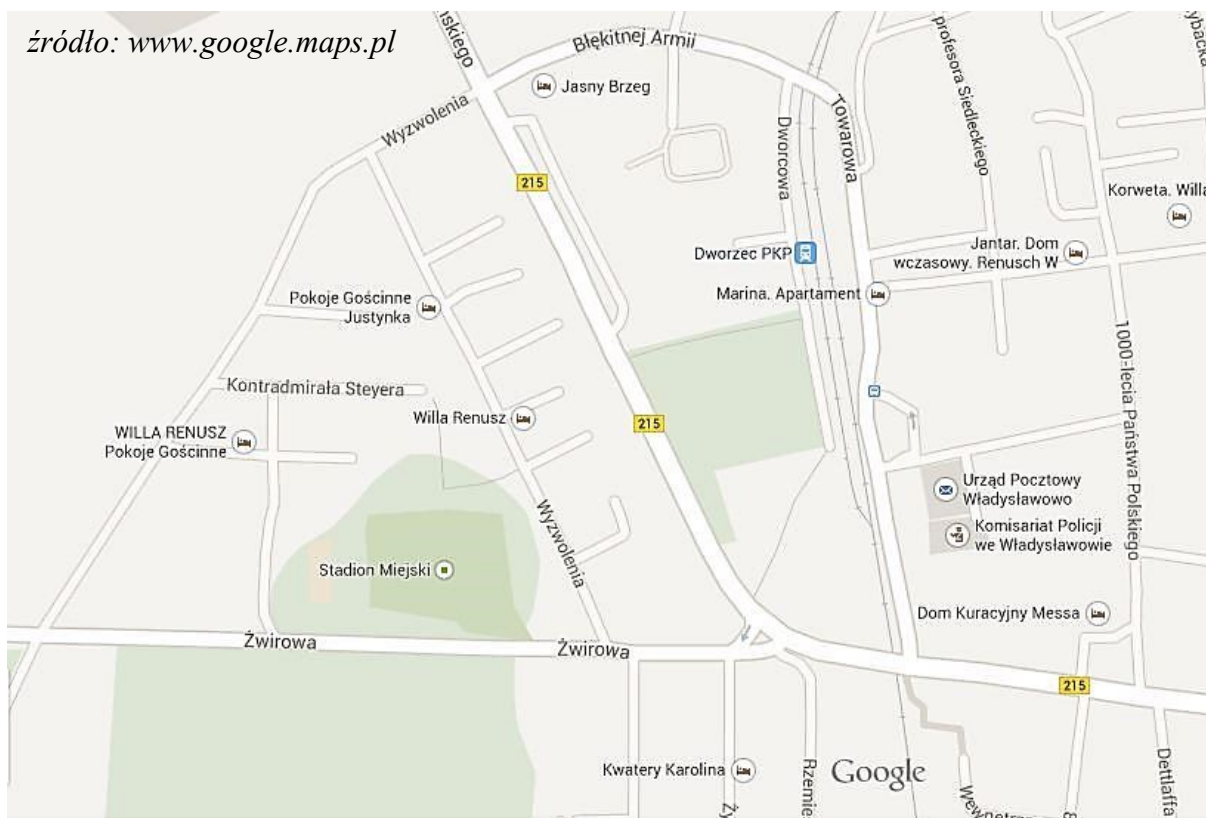 źródło: www.google.maps.pl
Błękitnej Armii
Jasny Brzeg
Wyzwolenia
profesora Siedleckiego
Towarowa
Dworcowa
215
Korweta. Willa
Dworzec PKP
Jantar. Dom
wczasowy. Renusch W
Marina. Apartament
Pokoje Gościnne
Justynka
1000-lecia Państwa Polskiego
Kontradmirała Steyera
Willa Renusz
215
WILLA RENUSZ
Pokoje Gościnne
Urząd Pocztowy
Władysławowo
Komisariat Policji
we Władysławowie
Wyzwolenia
Stadion Miejski
Dom Kuracyjny Messa
Żwirowa
Żwirowa
215
Kwatery Karolina
Google
Dettlaffa